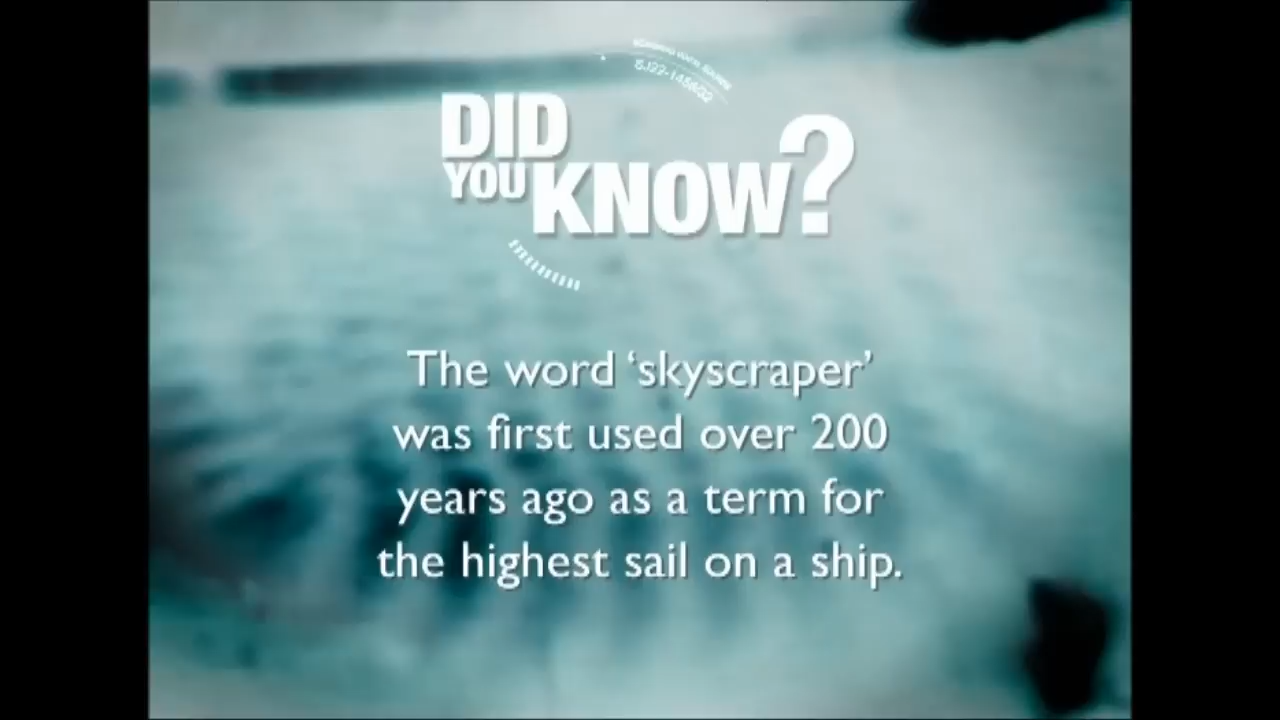 DID
YOU KNOW?
The word ‘skyscraper’
was first used over 200
years ago as a term for
the highest sail on a ship.